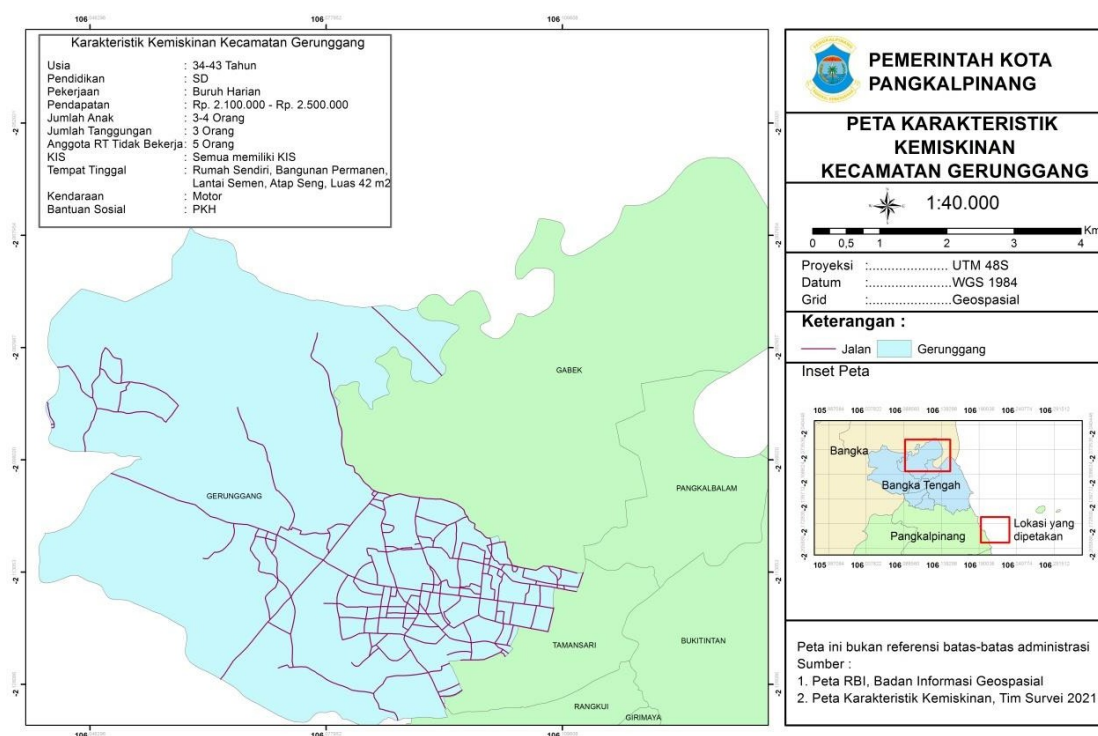 Karakteristik Kemiskinan Kecamatan Gerunggang
Usia : 34-43 Tahun
Pendidikan : SD
Pekerjaan : Buruh Harian
Pendapatan : Rp. 2.100.000 - Rp. 2.500.000
Jumlah Anak : 3-4 Orang
Jumlah Tanggungan : 3 Orang
Anggota RT Tidak Bekerja: 5 Orang
KIS : Semua memiliki KIS
Tempat Tinggal : Rumah Sendiri, Bangunan Permanen,
Lantai Semen, Atap Seng, Luas 42 m2
Kendaraan : Motor
Bantuan Sosial : PKH
GABEK
PANGKALBALAM
GERUNGGANG
TAMANSARI
BUKITINTAN
RANGKUI
GIRIMAYA
PEMERINTAH KOTA
PANGKALPINANG
PETA KARAKTERISTIK
KEMISKINAN
KECAMATAN GERUNGGANG
1:40.000
Km
0 0,5 1 2 3 4
Proyeksi :...................... UTM 48S
Datum :......................WGS 1984
Grid :......................Geospasial
Keterangan :
Jalan
Gerunggang
Inset Peta
Bangka
Bangka Tengah
Pangkalpinang
Lokasi yang
dipetakan
Peta ini bukan referensi batas-batas administrasi
Sumber :
1. Peta RBI, Badan Informasi Geospasial
2. Peta Karakteristik Kemiskinan, Tim Survei 2021